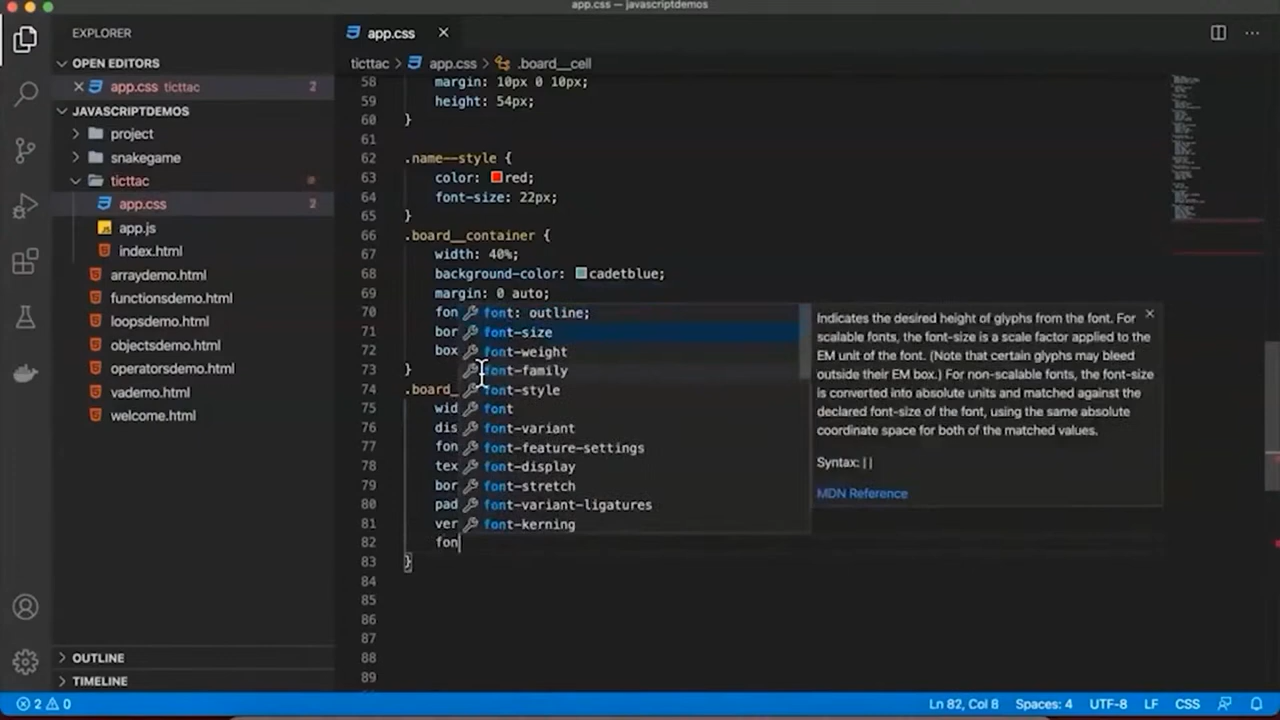 app.css — javascriptdemos
EXPLORER
OPEN EDITORS
app.css ticttac 2
JAVASCRIPTDEMOS
project
snakegame
ticttac
app.css 2
app.js
index.html
arraydemo.html
functionsdemo.html
loopsdemo.html
objectsdemo.html
operatorsdemo.html
vademo.html
welcome.html
OUTLINE
TIMELINE
app.css
ticttac > app.css > .board__cell
58 margin: 10px 0 10px;
59 height: 54px;
60 }
61
62 .name--style {
63 color: red;
64 font-size: 22px;
65 }
66 .board__container {
67 width: 40%;
68 background-color: cadetblue;
69 margin: 0 auto;
70 fon
71 bor
72 box
73 }
74 .board_
75 wid
76 dis
77 fon
78 tex
79 bor
80 pad
81 ver
82 fon
83 }
84
85
86
87
88
89
font: outline;
font-size
font-weight
font-family
font-style
font
font-variant
font-feature-settings
font-display
font-stretch
font-variant-ligatures
font-kerning
Indicates the desired height of glyphs from the font. For
scalable fonts, the font-size is a scale factor applied to the
EM unit of the font. (Note that certain glyphs may bleed
outside their EM box.) For non-scalable fonts, the font-size
is converted into absolute units and matched against the
declared font-size of the font, using the same absolute
coordinate space for both of the matched values.
Syntax: | |
MDN Reference
2 0
Ln 82, Col 8 Spaces: 4 UTF-8 LF CSS